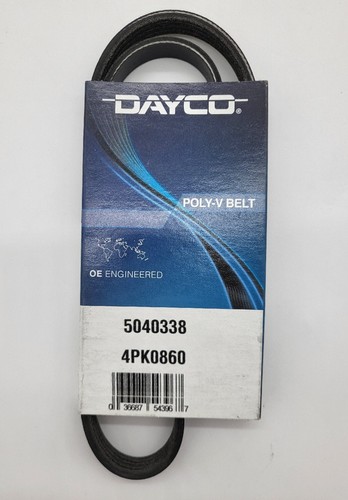 DAYCO®
POLY-V BELT
OE ENGINEERED
5040338
4PK0860
0 36687 54396 7